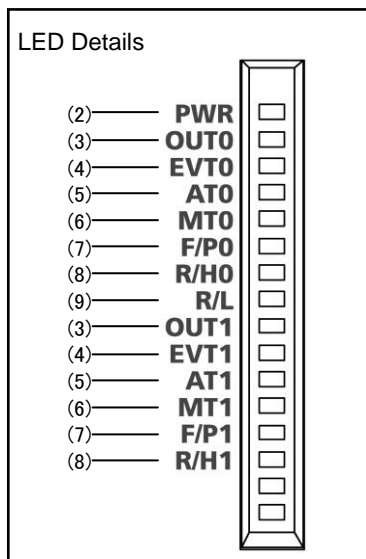 LED Details
(2) PWR
(3) OUT0
(4) EVT0
(5) AT0
(6) MT0
(7) F/P0
(8) R/H0
(9) R/L
(3) OUT1
(4) EVT1
(5) AT1
(6) MT1
(7) F/P1
(8) R/H1